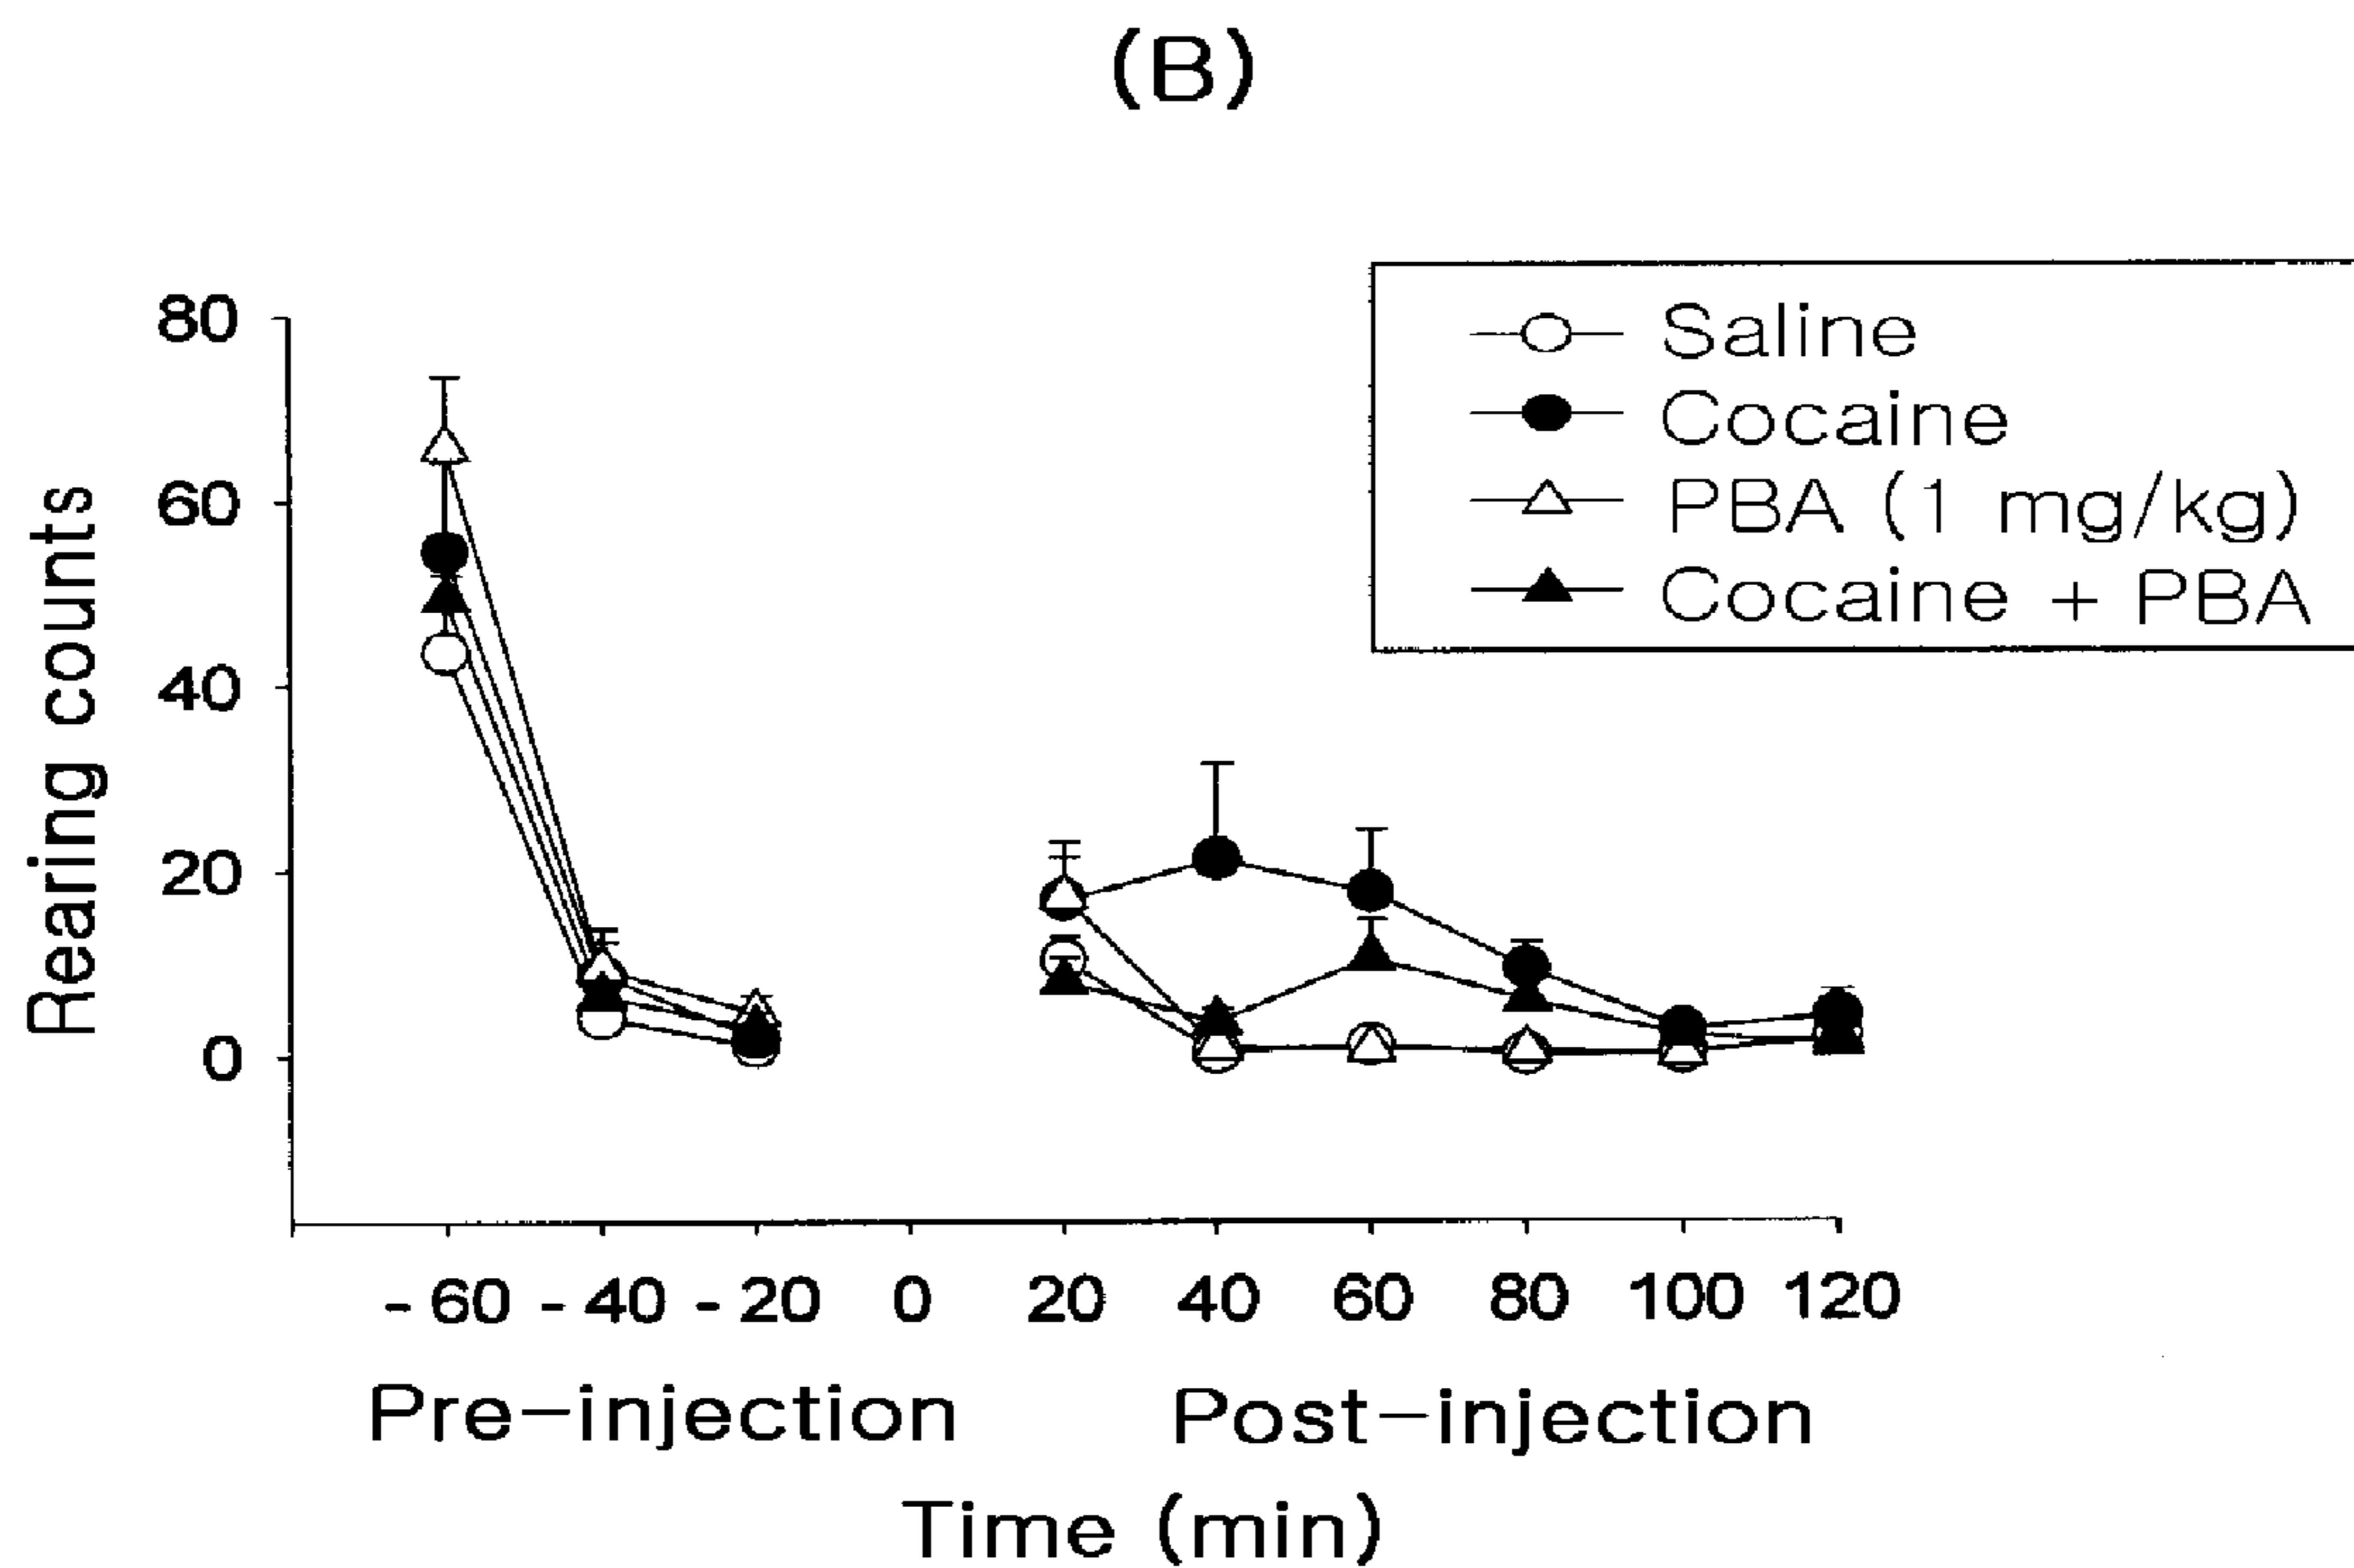 (B)
Saline
Cocaine
PBA (1 mg/kg)
Cocaine + PBA
Rearing counts
80
60
40
20
0
- 60 - 40 - 20 0 20 40 60 80 100 120
Pre-injection Post-injection
Time (min)